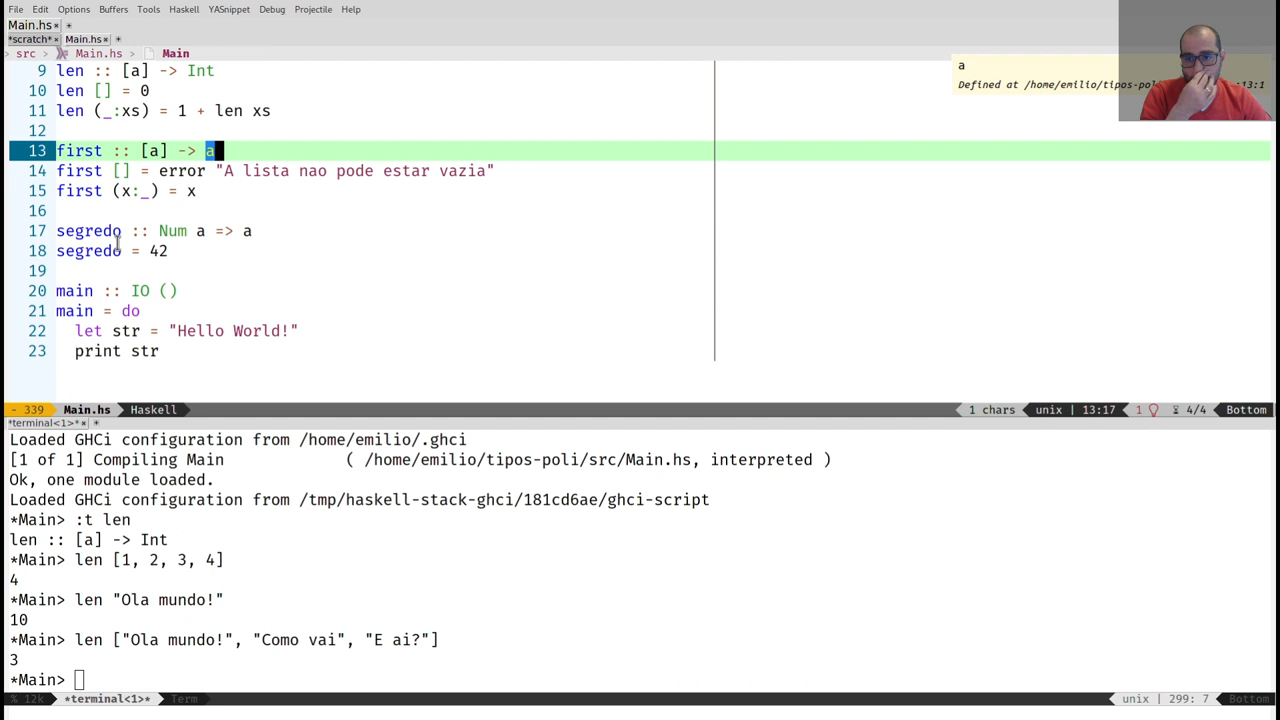 File Edit Options Buffers Tools Haskell YASnippet Debug Projectile Help
Main.hs
*scratch* Main.hs
src > Main.hs > Main
9 len :: [a] -> Int
10 len [] = 0
11 len (_:xs) = 1 + len xs
12
13 first :: [a] -> a
14 first [] = error "A lista nao pode estar vazia"
15 first (x:_) = x
16
17 segredo :: Num a => a
18 segredo = 42
19
20 main :: IO ()
21 main = do
22 let str = "Hello World!"
23 print str
a
Defined at /home/emilio/tipos-pol :13:1
- 339 Main.hs Haskell 1 chars unix | 13:17 1 4/4 Bottom
*terminal<1>*
Loaded GHCi configuration from /home/emilio/.ghci
[1 of 1] Compiling Main ( /home/emilio/tipos-poli/src/Main.hs, interpreted )
Ok, one module loaded.
Loaded GHCi configuration from /tmp/haskell-stack-ghci/181cd6ae/ghci-script
*Main> :t len
len :: [a] -> Int
*Main> len [1, 2, 3, 4]
4
*Main> len "Ola mundo!"
10
*Main> len ["Ola mundo!", "Como vai", "E ai?"]
3
*Main>
% 12k *terminal<1>* Term unix | 299: 7 Bottom